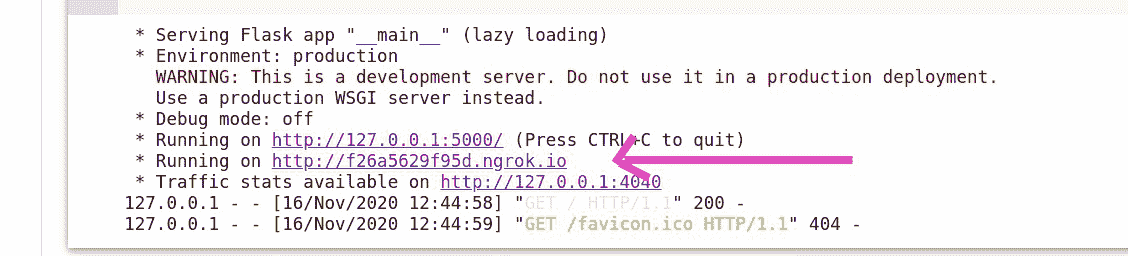 * Serving Flask app "__main__" (lazy loading)
* Environment: production
WARNING: This is a development server. Do not use it in a production deployment.
Use a production WSGI server instead.
* Debug mode: off
* Running on http://127.0.0.1:5000/ (Press CTRL+C to quit)
* Running on http://f26a5629f95d.ngrok.io
* Traffic stats available on http://127.0.0.1:4040
127.0.0.1 - - [16/Nov/2020 12:44:58] "GET / HTTP/1.1" 200 -
127.0.0.1 - - [16/Nov/2020 12:44:59] "GET /favicon.ico HTTP/1.1" 404 -